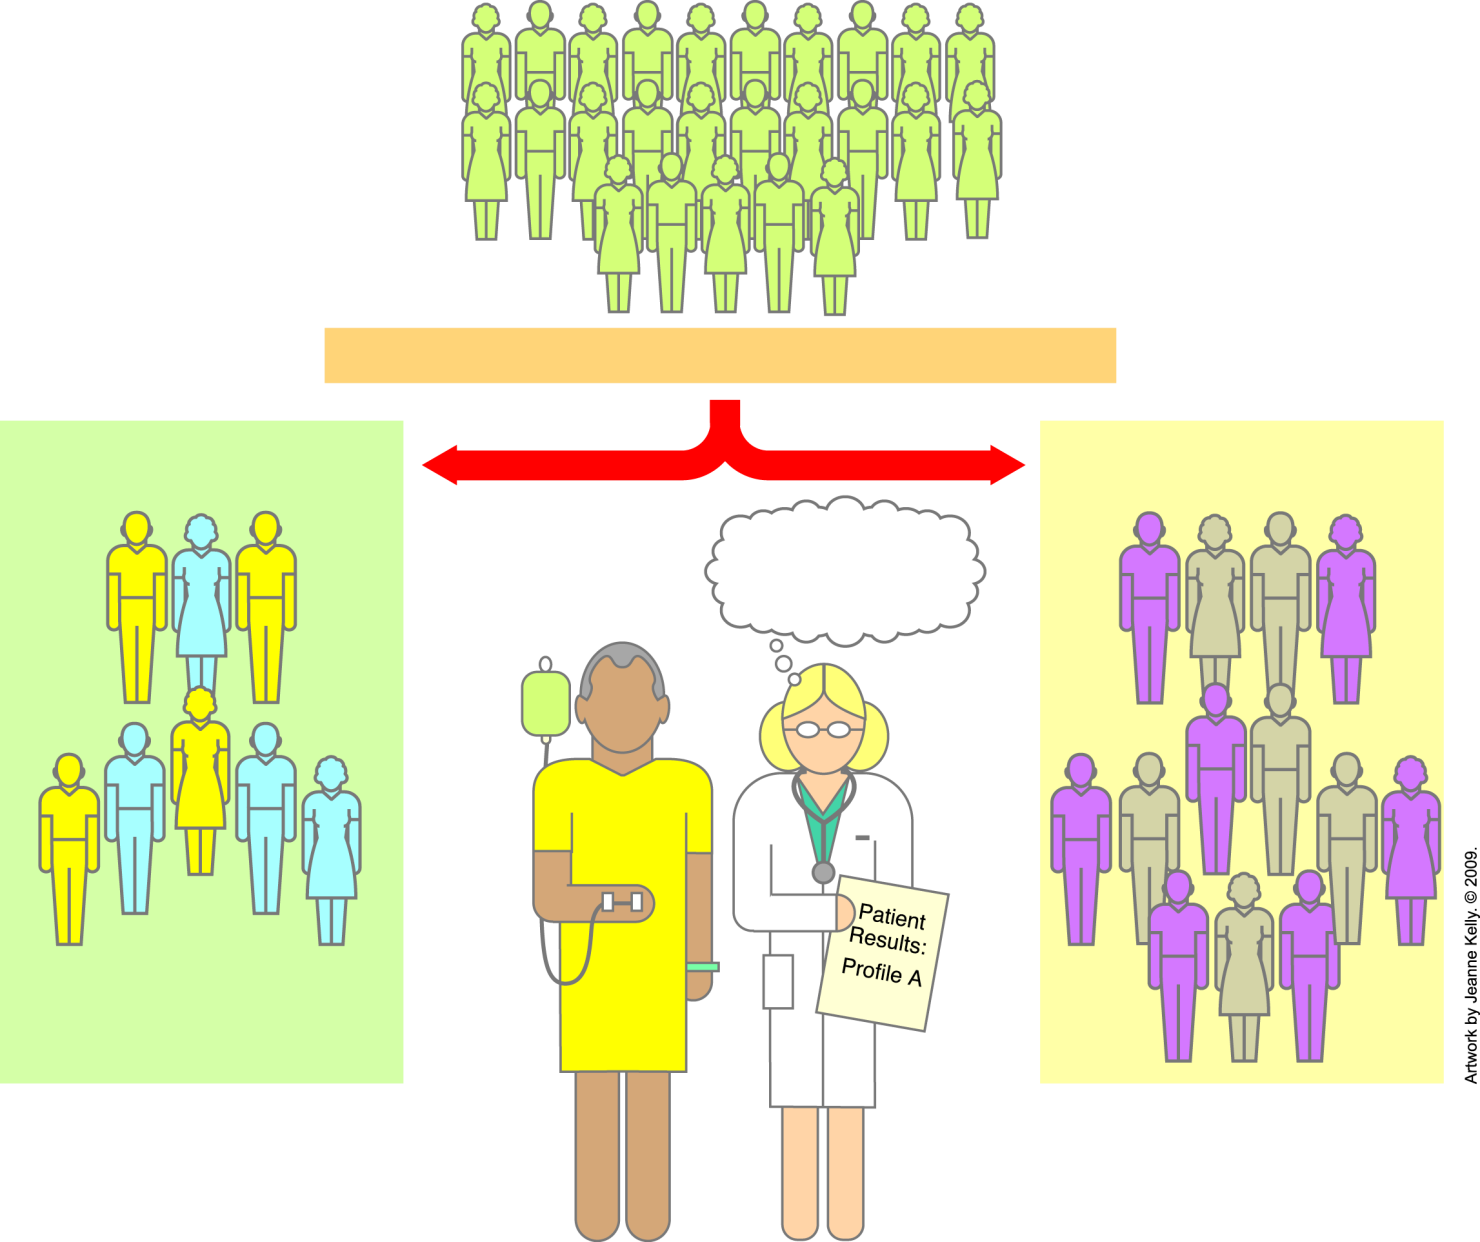 Patient
Results:
Profile A
Artwork by Jeanne Kelly. © 2009.